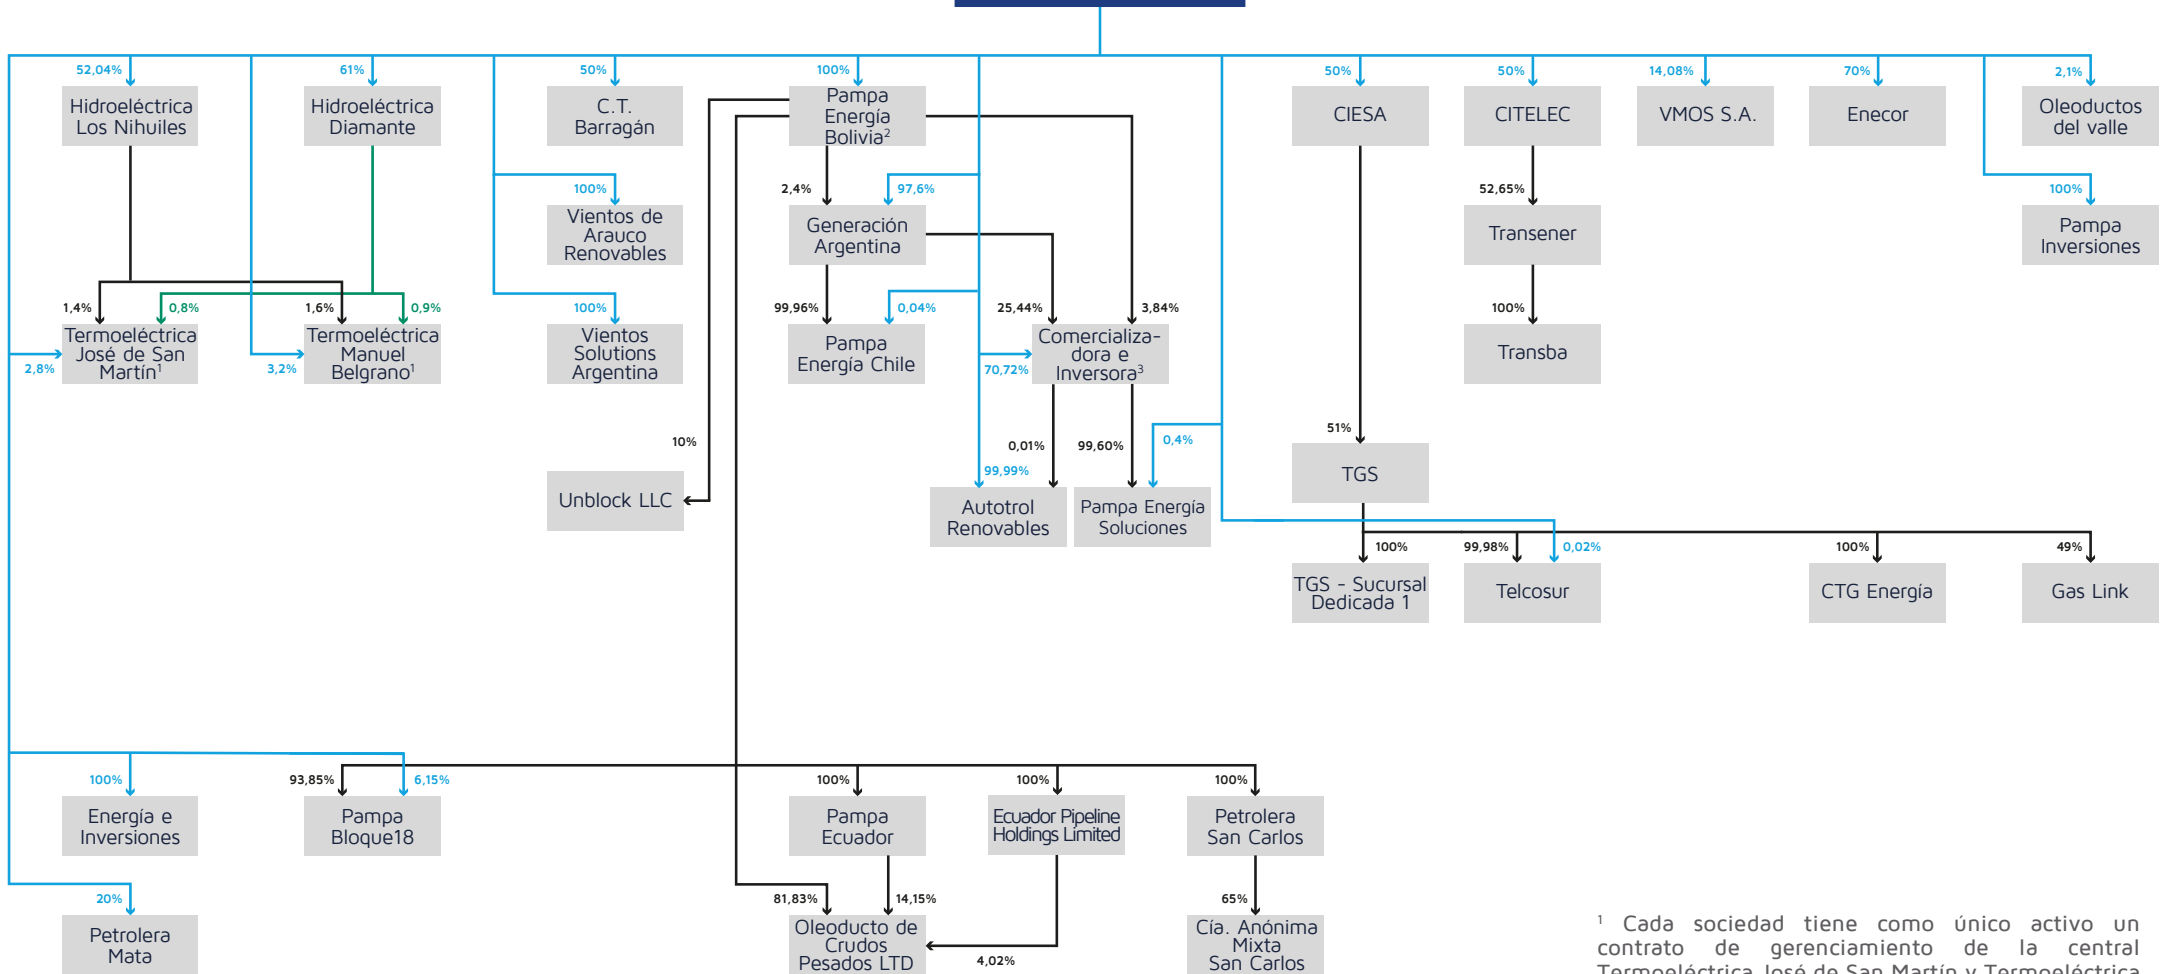 52,04%
61%
50%
100%
50%
50%
14,08%
70%
2,1%
Hidroeléctrica
Los Nihuiles
Hidroeléctrica
Diamante
C.T.
Barragán
Pampa
Energía
Bolivia²
CIESA
CITELEC
VMOS S.A.
Enecor
Oleoductos
del valle
100%
2,4%
97,6%
52,65%
100%
Vientos de
Arauco
Renovables
Generación
Argentina
Transener
Pampa
Inversiones
1,4%
0,8%
1,6%
0,9%
100%
99,96%
0,04%
25,44%
3,84%
100%
Termoeléctrica
José de San
Martín¹
Termoeléctrica
Manuel
Belgrano¹
Vientos
Solutions
Argentina
Pampa
Energía Chile
Comercializa-
dora e
Inversora³
Transba
2,8%
3,2%
70,72%
10%
0,01%
99,60%
0,4%
51%
99,99%
TGS
Unblock LLC
Autotrol
Renovables
Pampa Energía
Soluciones
100%
99,98%
0,02%
100%
49%
TGS - Sucursal
Dedicada 1
Telcosur
CTG Energía
Gas Link
100%
93,85%
6,15%
100%
100%
100%
Energía e
Inversiones
Pampa
Bloque18
Pampa
Ecuador
Ecuador Pipeline
Holdings Limited
Petrolera
San Carlos
20%
81,83%
14,15%
65%
Petrolera
Mata
Oleoducto de
Crudos
Pesados LTD
4,02%
Cía. Anónima
Mixta
San Carlos
¹ Cada sociedad tiene como único activo un
contrato de gerenciamiento de la central
Termoeléctrica José de San Martín y Termoeléctrica